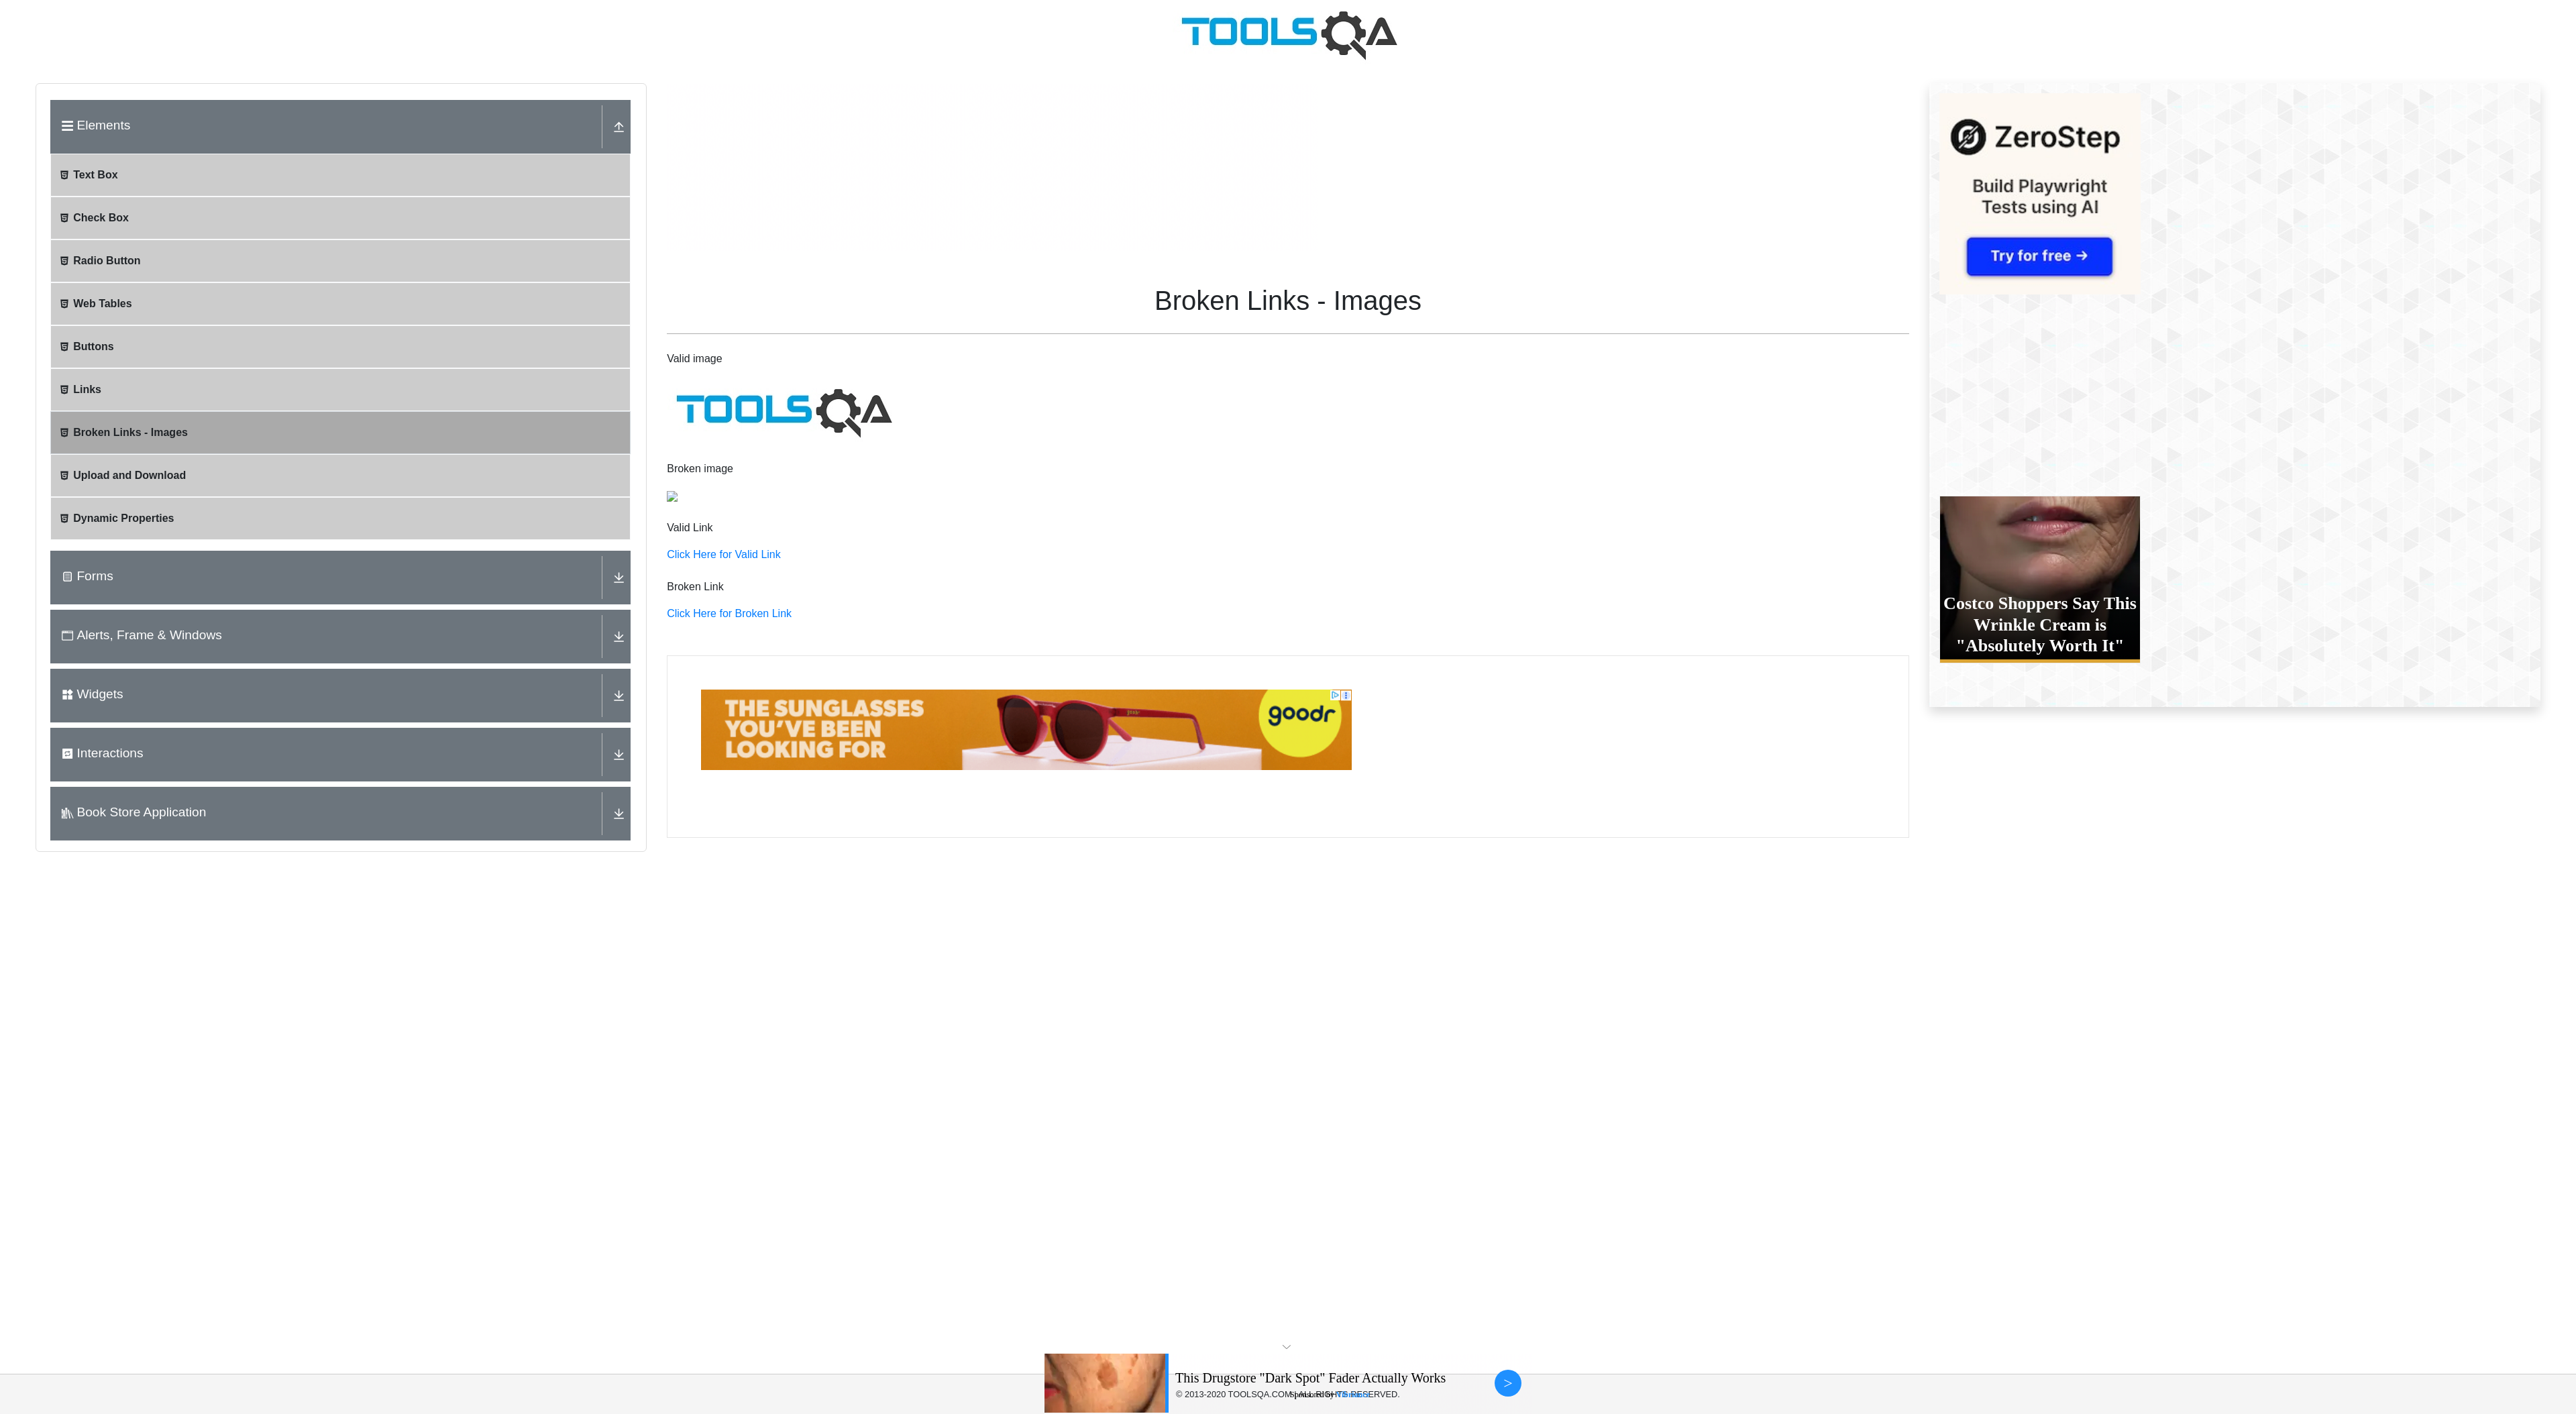 TOOLSQA
Elements
Text Box
Check Box
Radio Button
Web Tables
Buttons
Links
Broken Links - Images
Upload and Download
Dynamic Properties
Forms
Alerts, Frame & Windows
Widgets
Interactions
Book Store Application
Broken Links - Images
Valid image
TOOLSQA
Broken image
Valid Link
Click Here for Valid Link
Broken Link
Click Here for Broken Link
THE SUNGLASSES
YOU'VE BEEN
LOOKING FOR
goodr
ZeroStep
Build Playwright
Tests using AI
Try for free →
Costco Shoppers Say This
Wrinkle Cream is
"Absolutely Worth It"
This Drugstore "Dark Spot" Fader Actually Works
>
© 2013-2020 TOOLSQA.COM | ALL RIGHTS RESERVED.